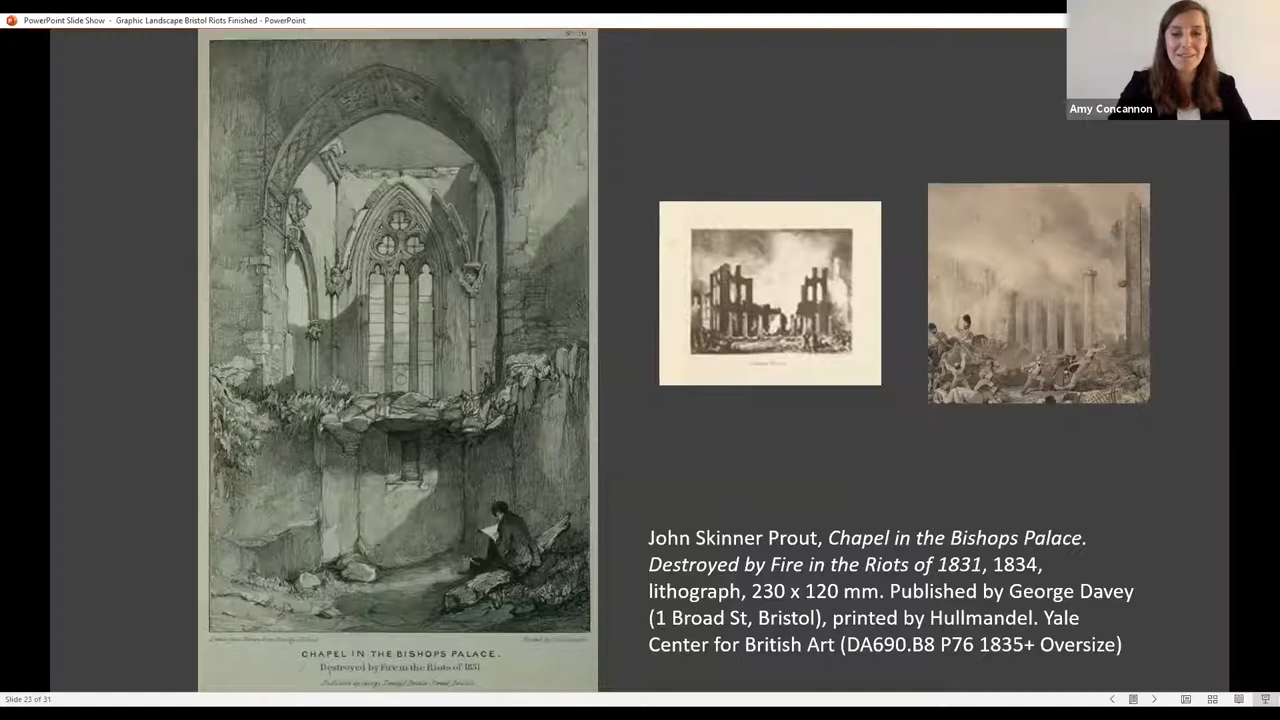 PowerPoint Slide Show - Graphic Landscape Bristol Riots Finished - PowerPoint
Amy Concannon
John Skinner Prout, Chapel in the Bishops Palace.
Destroyed by Fire in the Riots of 1831, 1834,
lithograph, 230 x 120 mm. Published by George Davey
(1 Broad St, Bristol), printed by Hullmandel. Yale
Center for British Art (DA690.B8 P76 1835+ Oversize)
CHAPEL IN THE BISHOPS PALACE.
Destroyed by Fire in the Riots of 1831
Slide 23 of 31